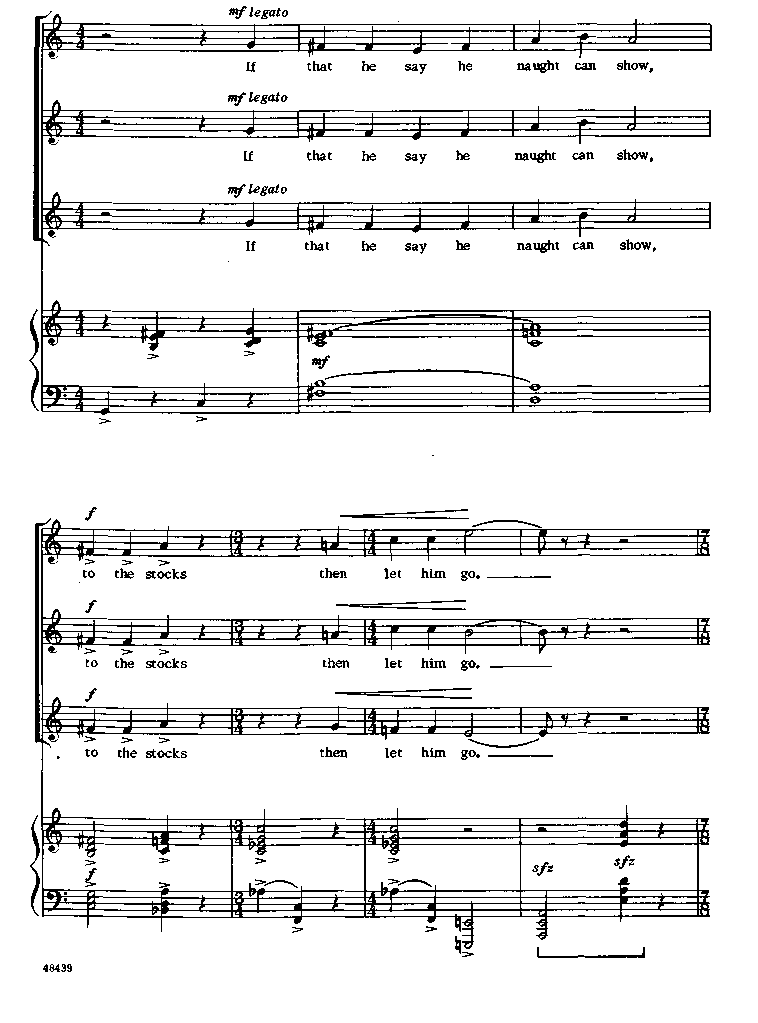 mf legato
If that he say he naught can show,
mf legato
If that he say he naught can show,
mf legato
If that he say he naught can show,
mf
f
to the stocks then let him go.
f
to the stocks then let him go.
f
to the stocks then let him go.
f
sfz sfz
48439